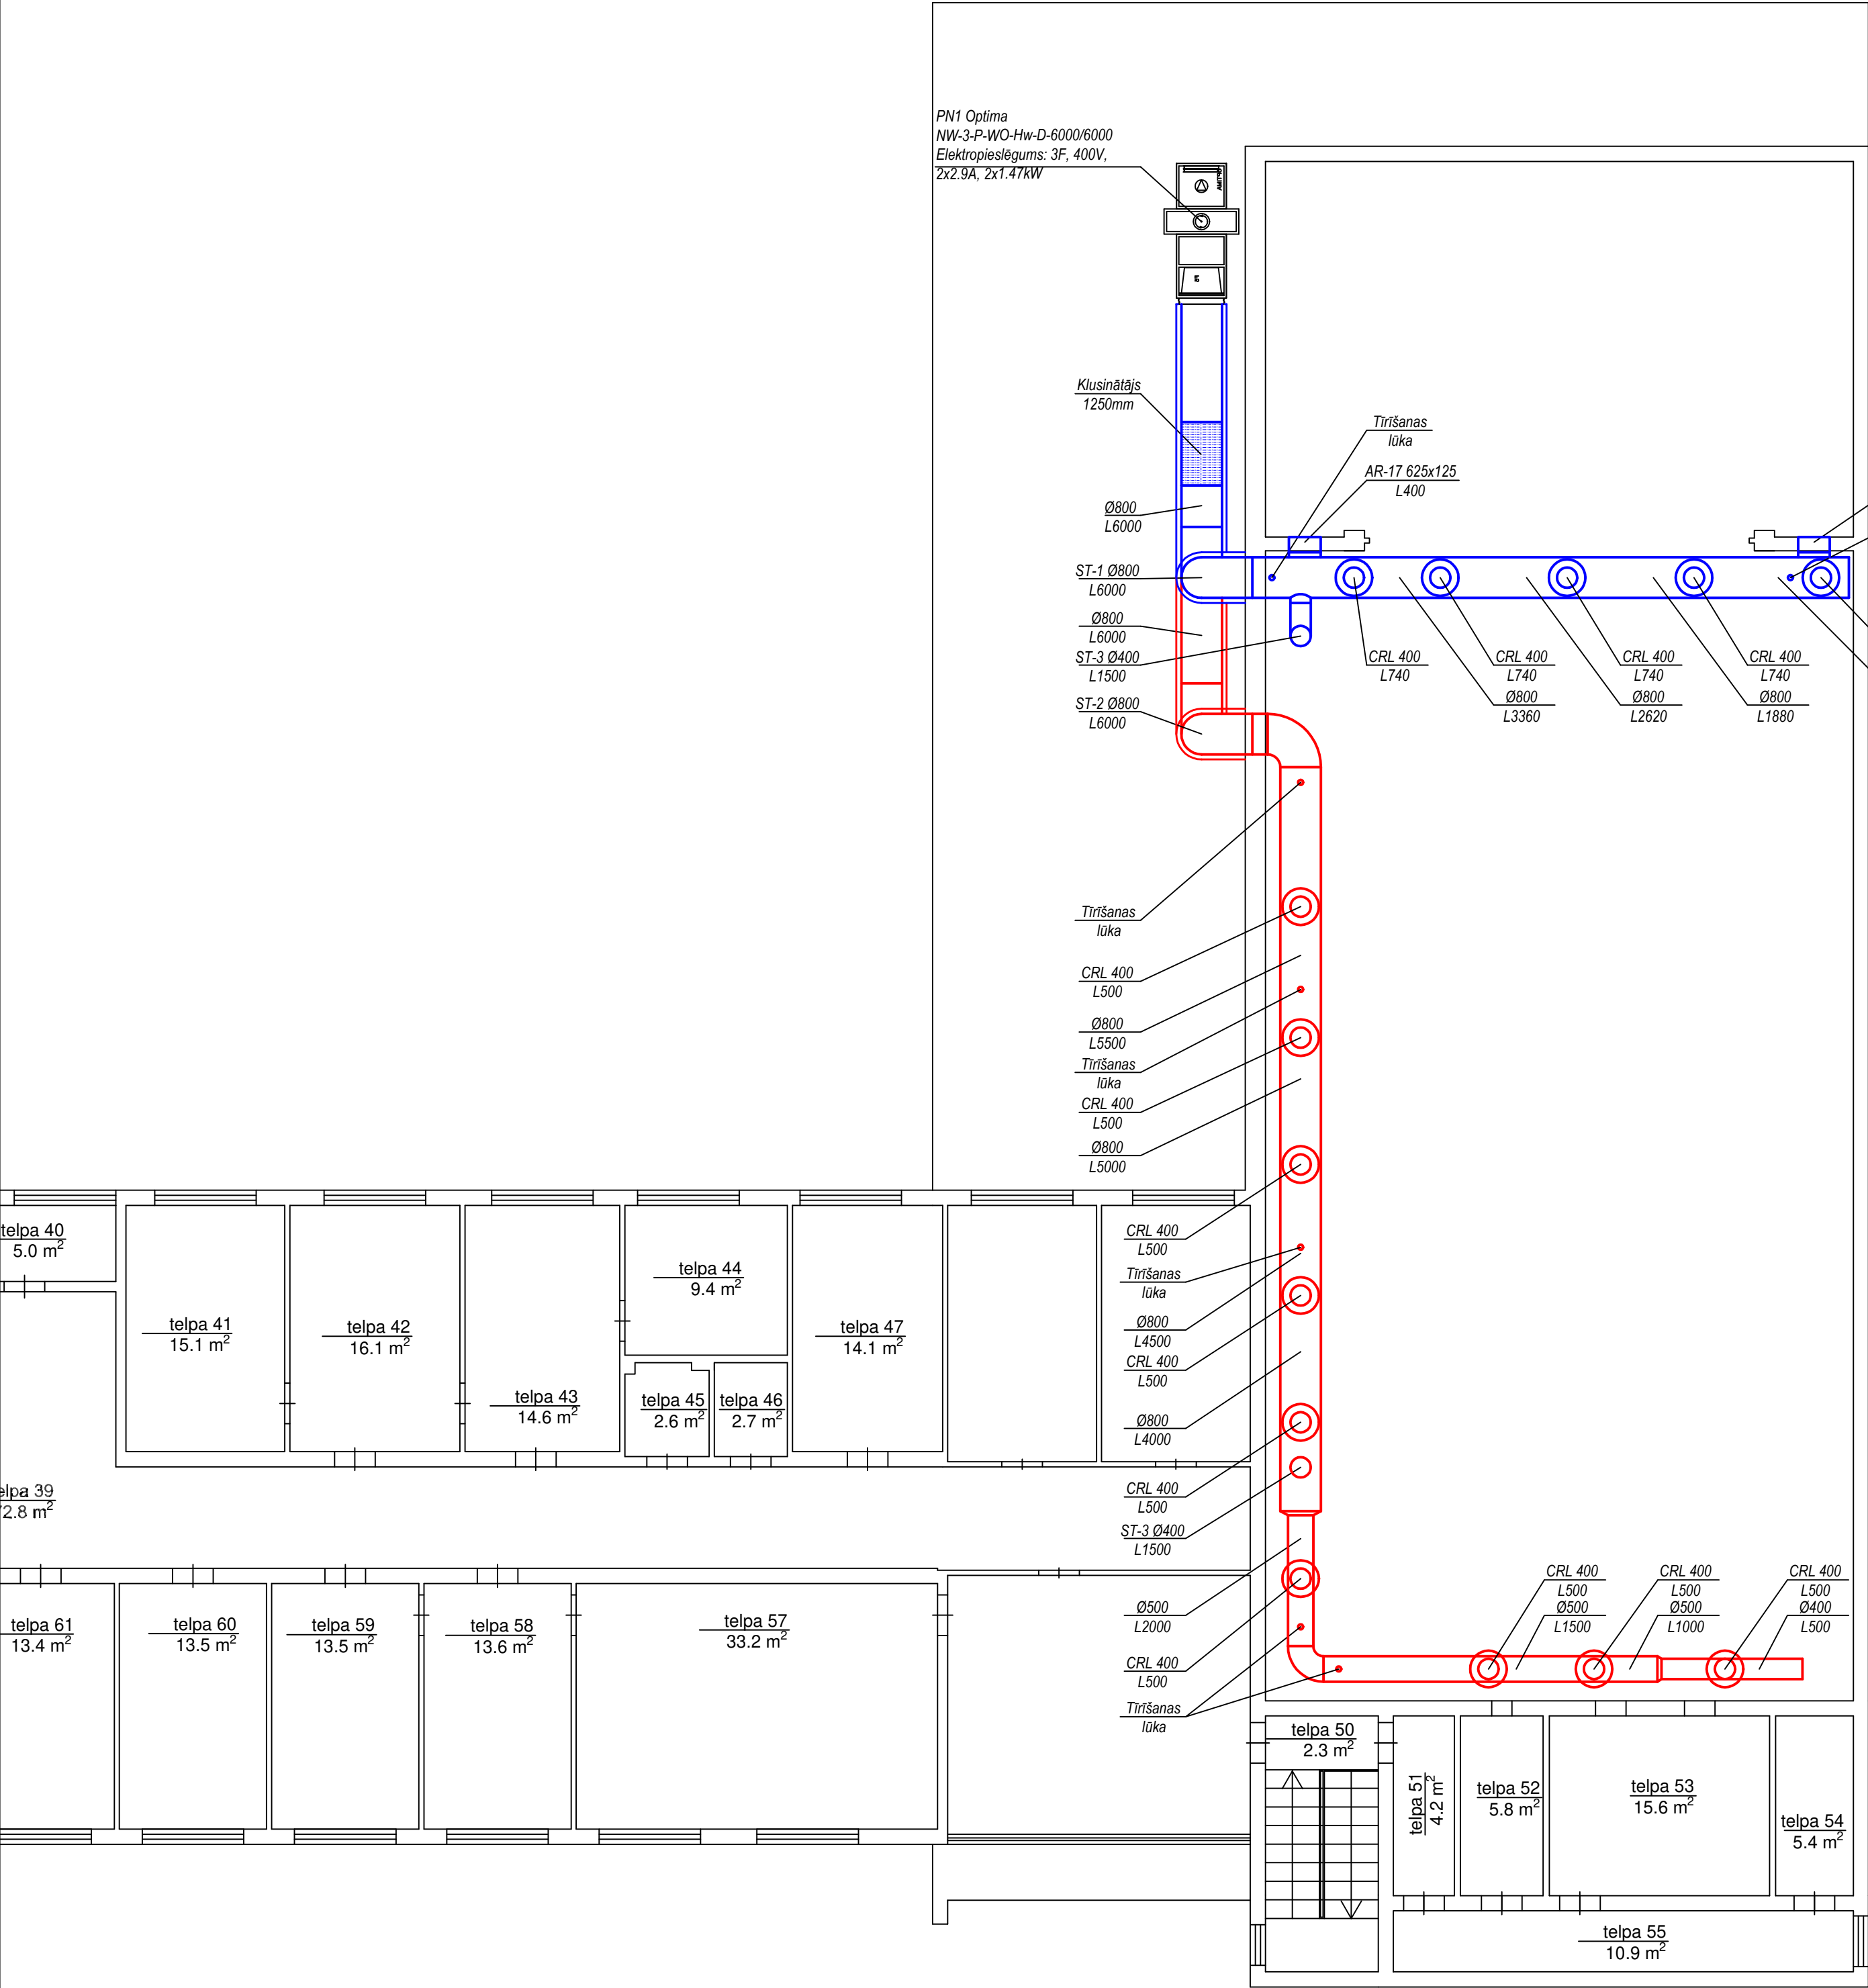 PN1 Optima
NW-3-P-WO-Hw-D-6000/6000
Elektropieslēgums: 3F, 400V,
2x2.9A, 2x1.47kW
Klusinātājs
1250mm
Tīrīšanas
lūka
AR-17 625x125
L400
Ø800
L6000
ST-1 Ø800
L6000
Ø800
L6000
ST-3 Ø400
L1500
ST-2 Ø800
L6000
CRL 400
L740
CRL 400
L740
CRL 400
L740
CRL 400
L740
Ø800
L3360
Ø800
L2620
Ø800
L1880
Tīrīšanas
lūka
CRL 400
L500
Ø800
L5500
Tīrīšanas
lūka
CRL 400
L500
Ø800
L5000
CRL 400
L500
Tīrīšanas
lūka
Ø800
L4500
CRL 400
L500
Ø800
L4000
CRL 400
L500
ST-3 Ø400
L1500
Ø500
L2000
CRL 400
L500
Tīrīšanas
lūka
CRL 400
L500
Ø500
L1500
CRL 400
L500
Ø500
L1000
CRL 400
L500
Ø400
L500
telpa 40
5.0 m²
telpa 41
15.1 m²
telpa 42
16.1 m²
telpa 43
14.6 m²
telpa 44
9.4 m²
telpa 45
2.6 m²
telpa 46
2.7 m²
telpa 47
14.1 m²
elpa 39
2.8 m²
telpa 61
13.4 m²
telpa 60
13.5 m²
telpa 59
13.5 m²
telpa 58
13.6 m²
telpa 57
33.2 m²
telpa 50
2.3 m²
telpa 51
4.2 m²
telpa 52
5.8 m²
telpa 53
15.6 m²
telpa 54
5.4 m²
telpa 55
10.9 m²